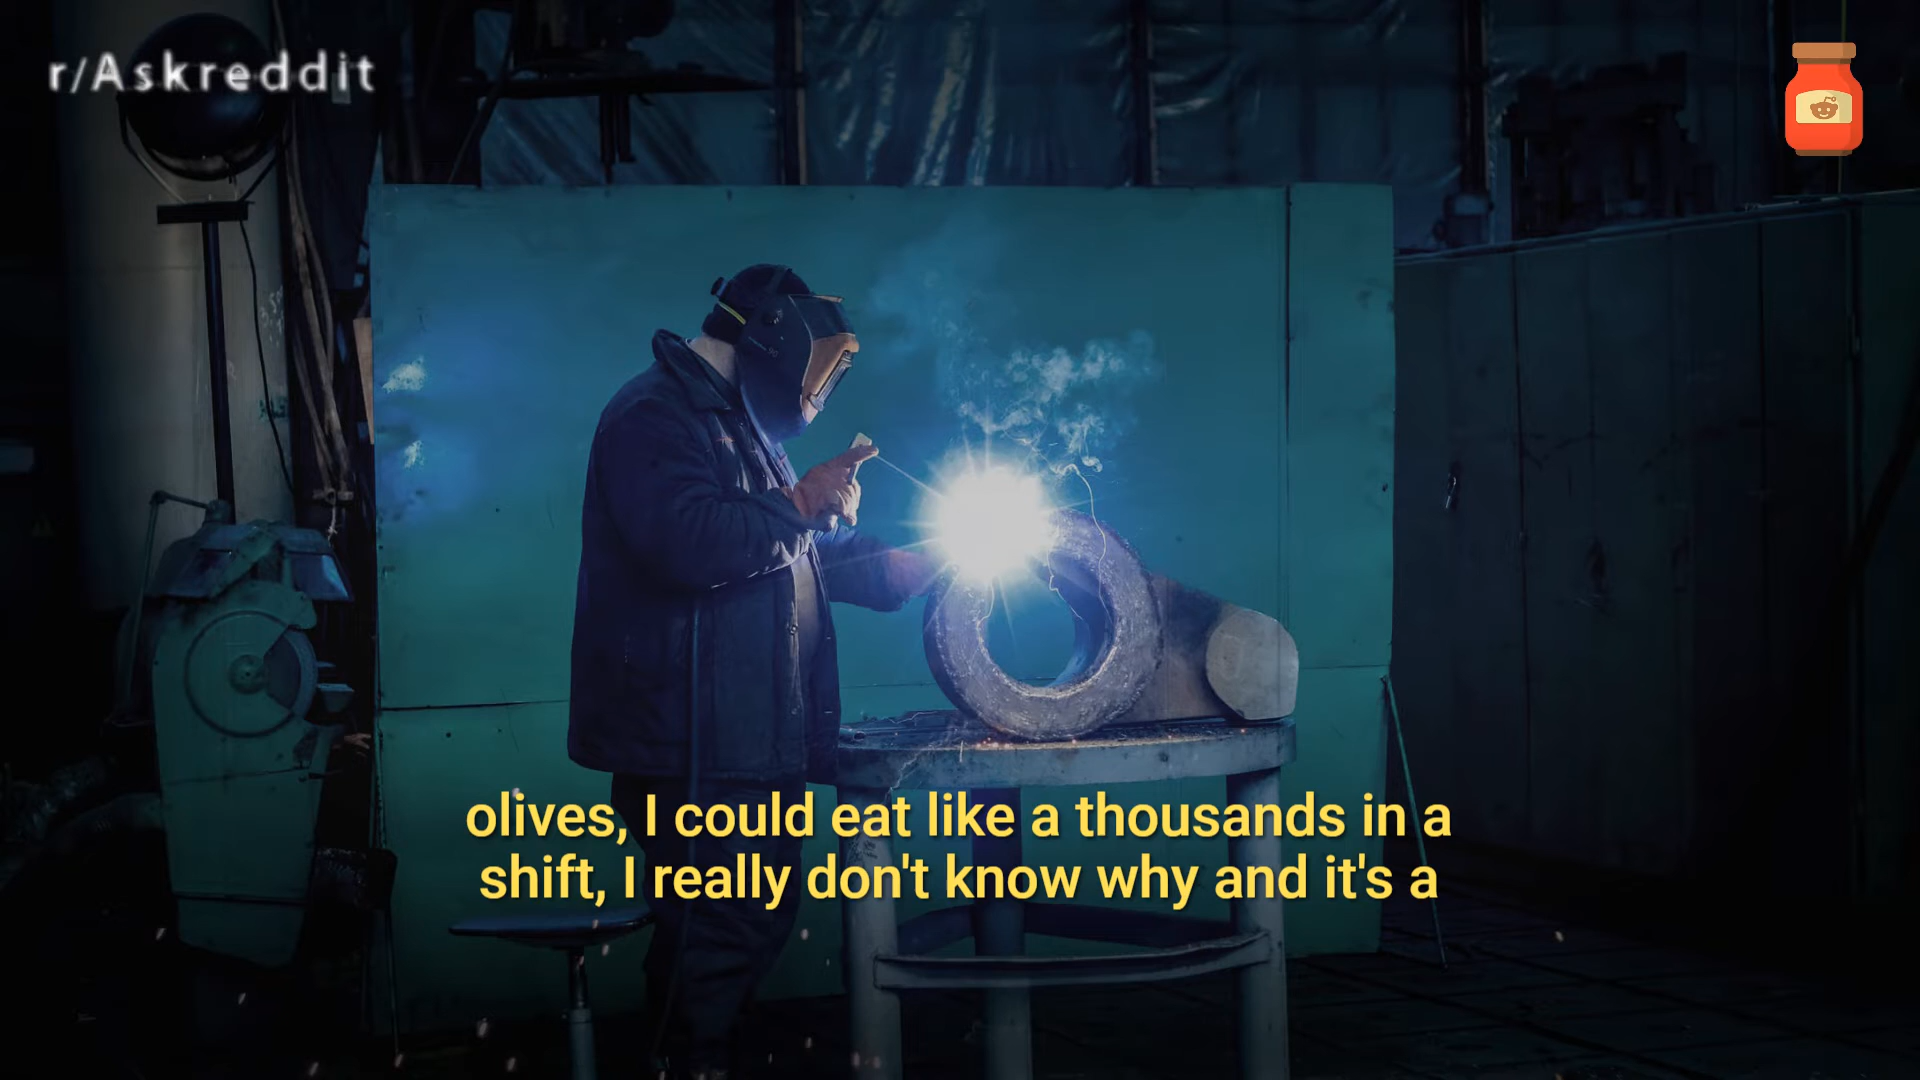 r/Askreddit
olives, I could eat like a thousands in a
shift, I really don't know why and it's a